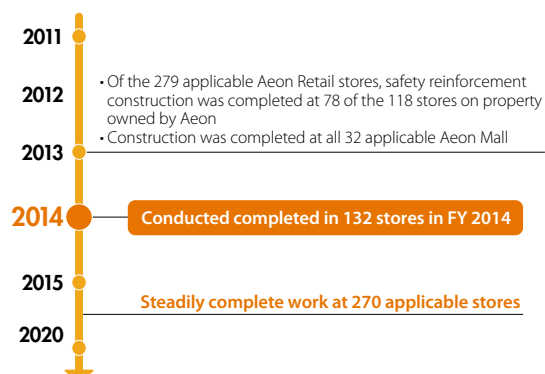 2011
2012
• Of the 279 applicable Aeon Retail stores, safety reinforcement
construction was completed at 78 of the 118 stores on property
owned by Aeon
• Construction was completed at all 32 applicable Aeon Mall
2013
2014
Conducted completed in 132 stores in FY 2014
2015
Steadily complete work at 270 applicable stores
2020